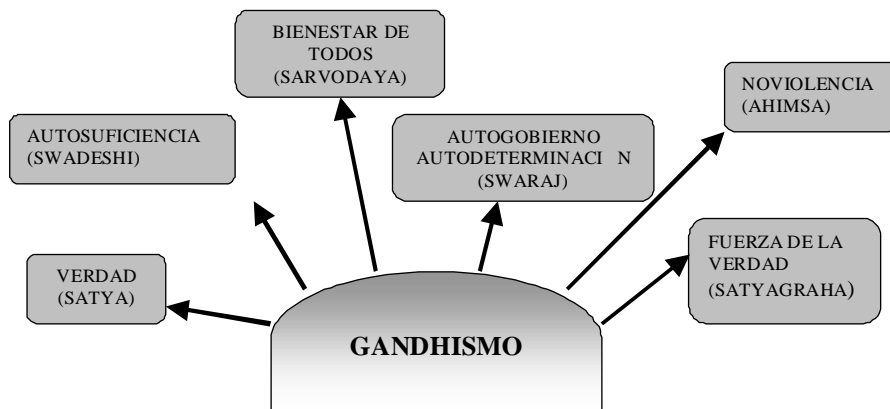 BIENESTAR DE
TODOS
(SARVODAYA)
NOVIOLENCIA
(AHIMSA)
AUTOSUFICIENCIA
(SWADESHI)
AUTOGOBIERNO
AUTODETERMINACI N
(SWARAJ)
FUERZA DE LA
VERDAD
(SATYAGRAHA)
VERDAD
(SATYA)
GANDHISMO